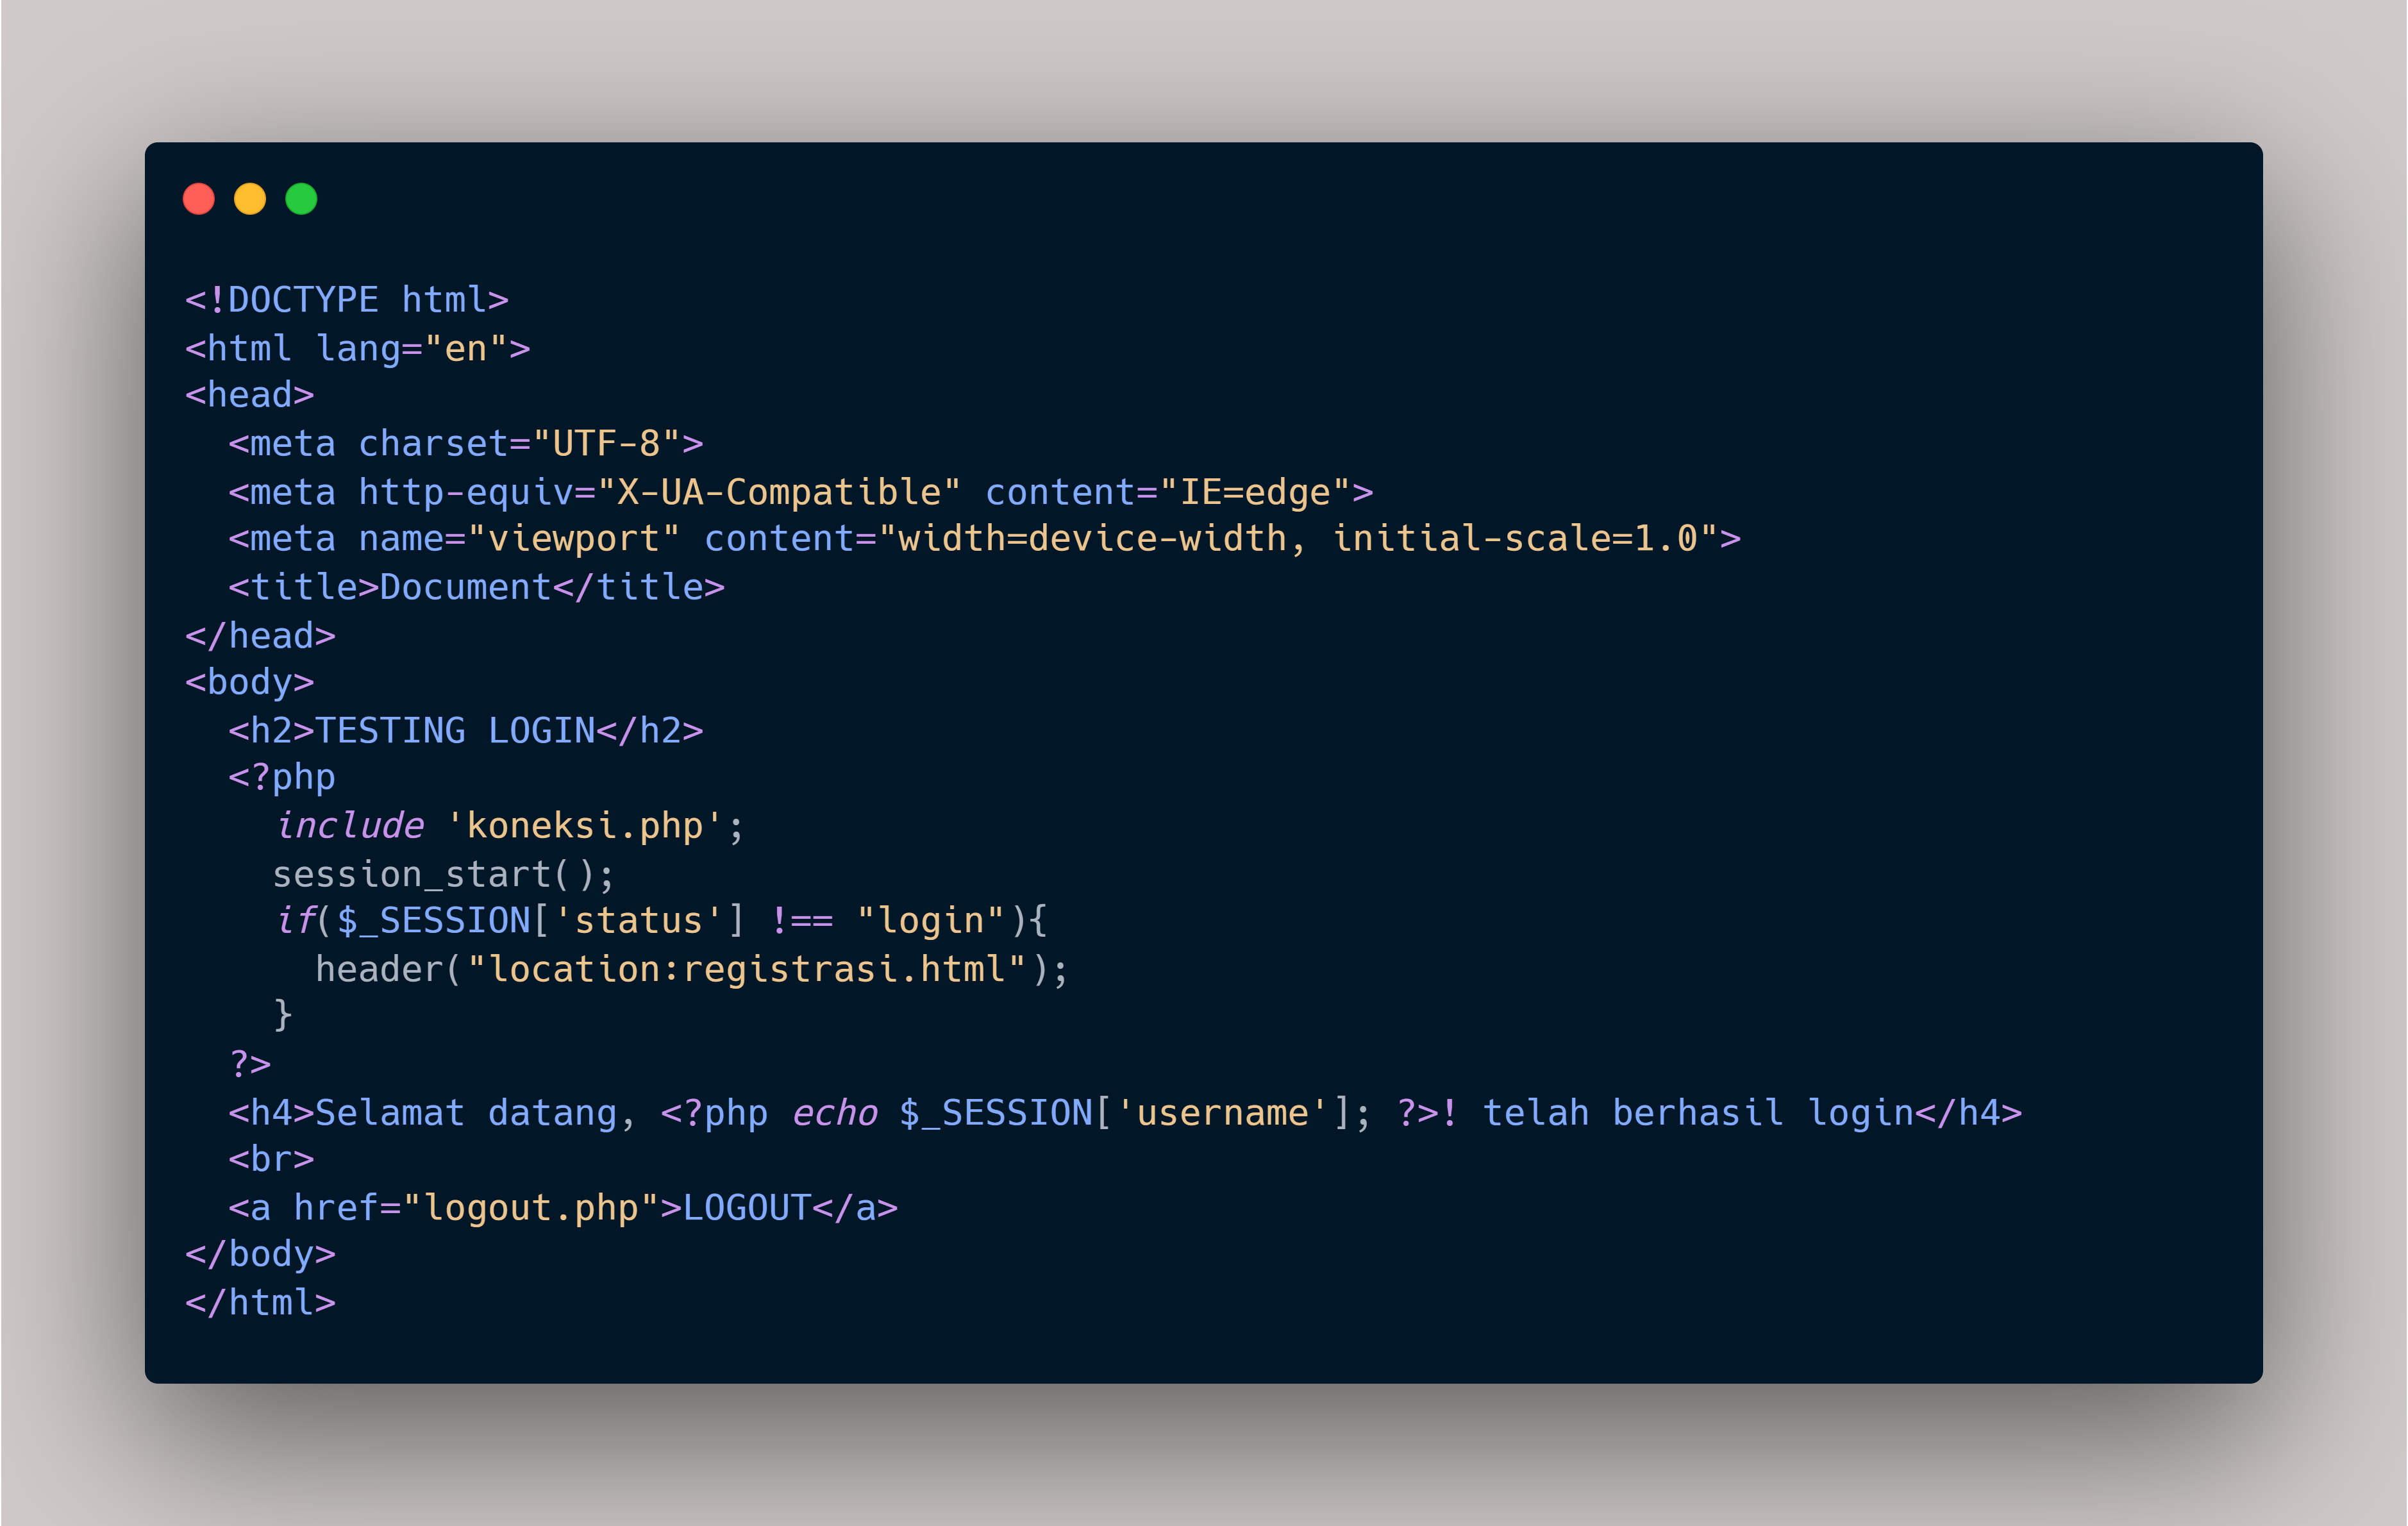 <!DOCTYPE html>
<html lang="en">
<head>
  <meta charset="UTF-8">
  <meta http-equiv="X-UA-Compatible" content="IE=edge">
  <meta name="viewport" content="width=device-width, initial-scale=1.0">
  <title>Document</title>
</head>
<body>
  <h2>TESTING LOGIN</h2>
  <?php
    include 'koneksi.php';
    session_start();
    if($_SESSION['status'] !== "login"){
      header("location:registrasi.html");
    }
  ?>
  <h4>Selamat datang, <?php echo $_SESSION['username']; ?>! telah berhasil login</h4>
  <br>
  <a href="logout.php">LOGOUT</a>
</body>
</html>